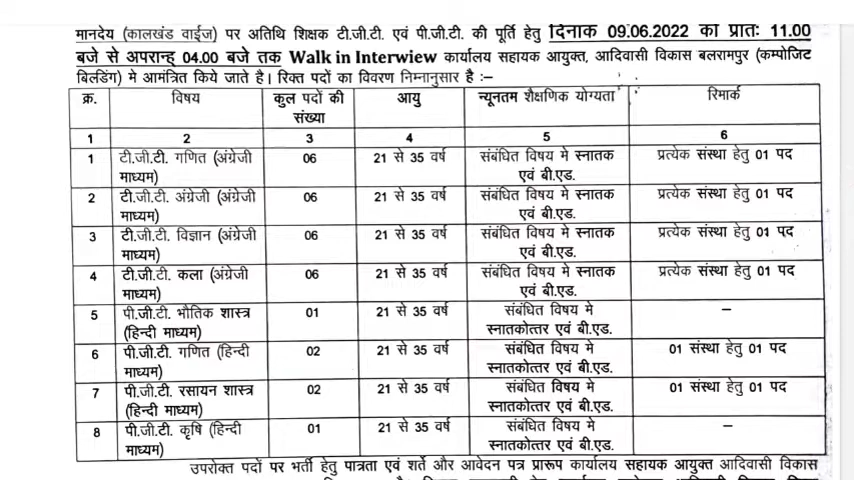 मानदेय (कालखंड वाईज) पर अतिथि शिक्षक टी.जी.टी. एवं पी.जी.टी. की पूर्ति हेतु दिनाक 09.06.2022 को प्रातः 11.00
बजे से अपरान्ह् 04.00 बजे तक Walk in Interwiew कार्यालय सहायक आयुक्त, आदिवासी विकास बलरामपुर (कम्पोजिट
बिल्डिंग) मे आमंत्रित किये जाते है। रिक्त पदों का विवरण निम्नानुसार है :–
क्र. विषय कुल पदों की संख्या आयु न्यूनतम शैक्षणिक योग्यता रिमार्क
1 2 3 4 5 6
1 टी.जी.टी. गणित (अंग्रेजी 06 21 से 35 वर्ष संबंधित विषय मे स्नातक प्रत्येक संस्था हेतु 01 पद
माध्यम) एवं बी.एड.
2 टी.जी.टी. अंग्रेजी (अंग्रेजी 06 21 से 35 वर्ष संबंधित विषय मे स्नातक प्रत्येक संस्था हेतु 01 पद
माध्यम) एवं बी.एड.
3 टी.जी.टी. विज्ञान (अंग्रेजी 06 21 से 35 वर्ष संबंधित विषय मे स्नातक प्रत्येक संस्था हेतु 01 पद
माध्यम) एवं बी.एड.
4 टी.जी.टी. कला (अंग्रेजी 06 21 से 35 वर्ष संबंधित विषय मे स्नातक प्रत्येक संस्था हेतु 01 पद
माध्यम) एवं बी.एड.
5 पी.जी.टी. भौतिक शास्त्र 01 21 से 35 वर्ष संबंधित विषय मे –
(हिन्दी माध्यम) स्नातकोत्तर एवं बी.एड.
6 पी.जी.टी. गणित (हिन्दी 02 21 से 35 वर्ष संबंधित विषय मे 01 संस्था हेतु 01 पद
माध्यम) स्नातकोत्तर एवं बी.एड.
7 पी.जी.टी. रसायन शास्त्र 02 21 से 35 वर्ष संबंधित विषय मे 01 संस्था हेतु 01 पद
(हिन्दी माध्यम) स्नातकोत्तर एवं बी.एड.
8 पी.जी.टी. कृषि (हिन्दी 01 21 से 35 वर्ष संबंधित विषय मे –
माध्यम) स्नातकोत्तर एवं बी.एड.
उपरोक्त पदों पर भर्ती हेतु पात्रता एवं शर्ते और आवेदन पत्र प्रारूप कार्यालय सहायक आयुक्त आदिवासी विकास